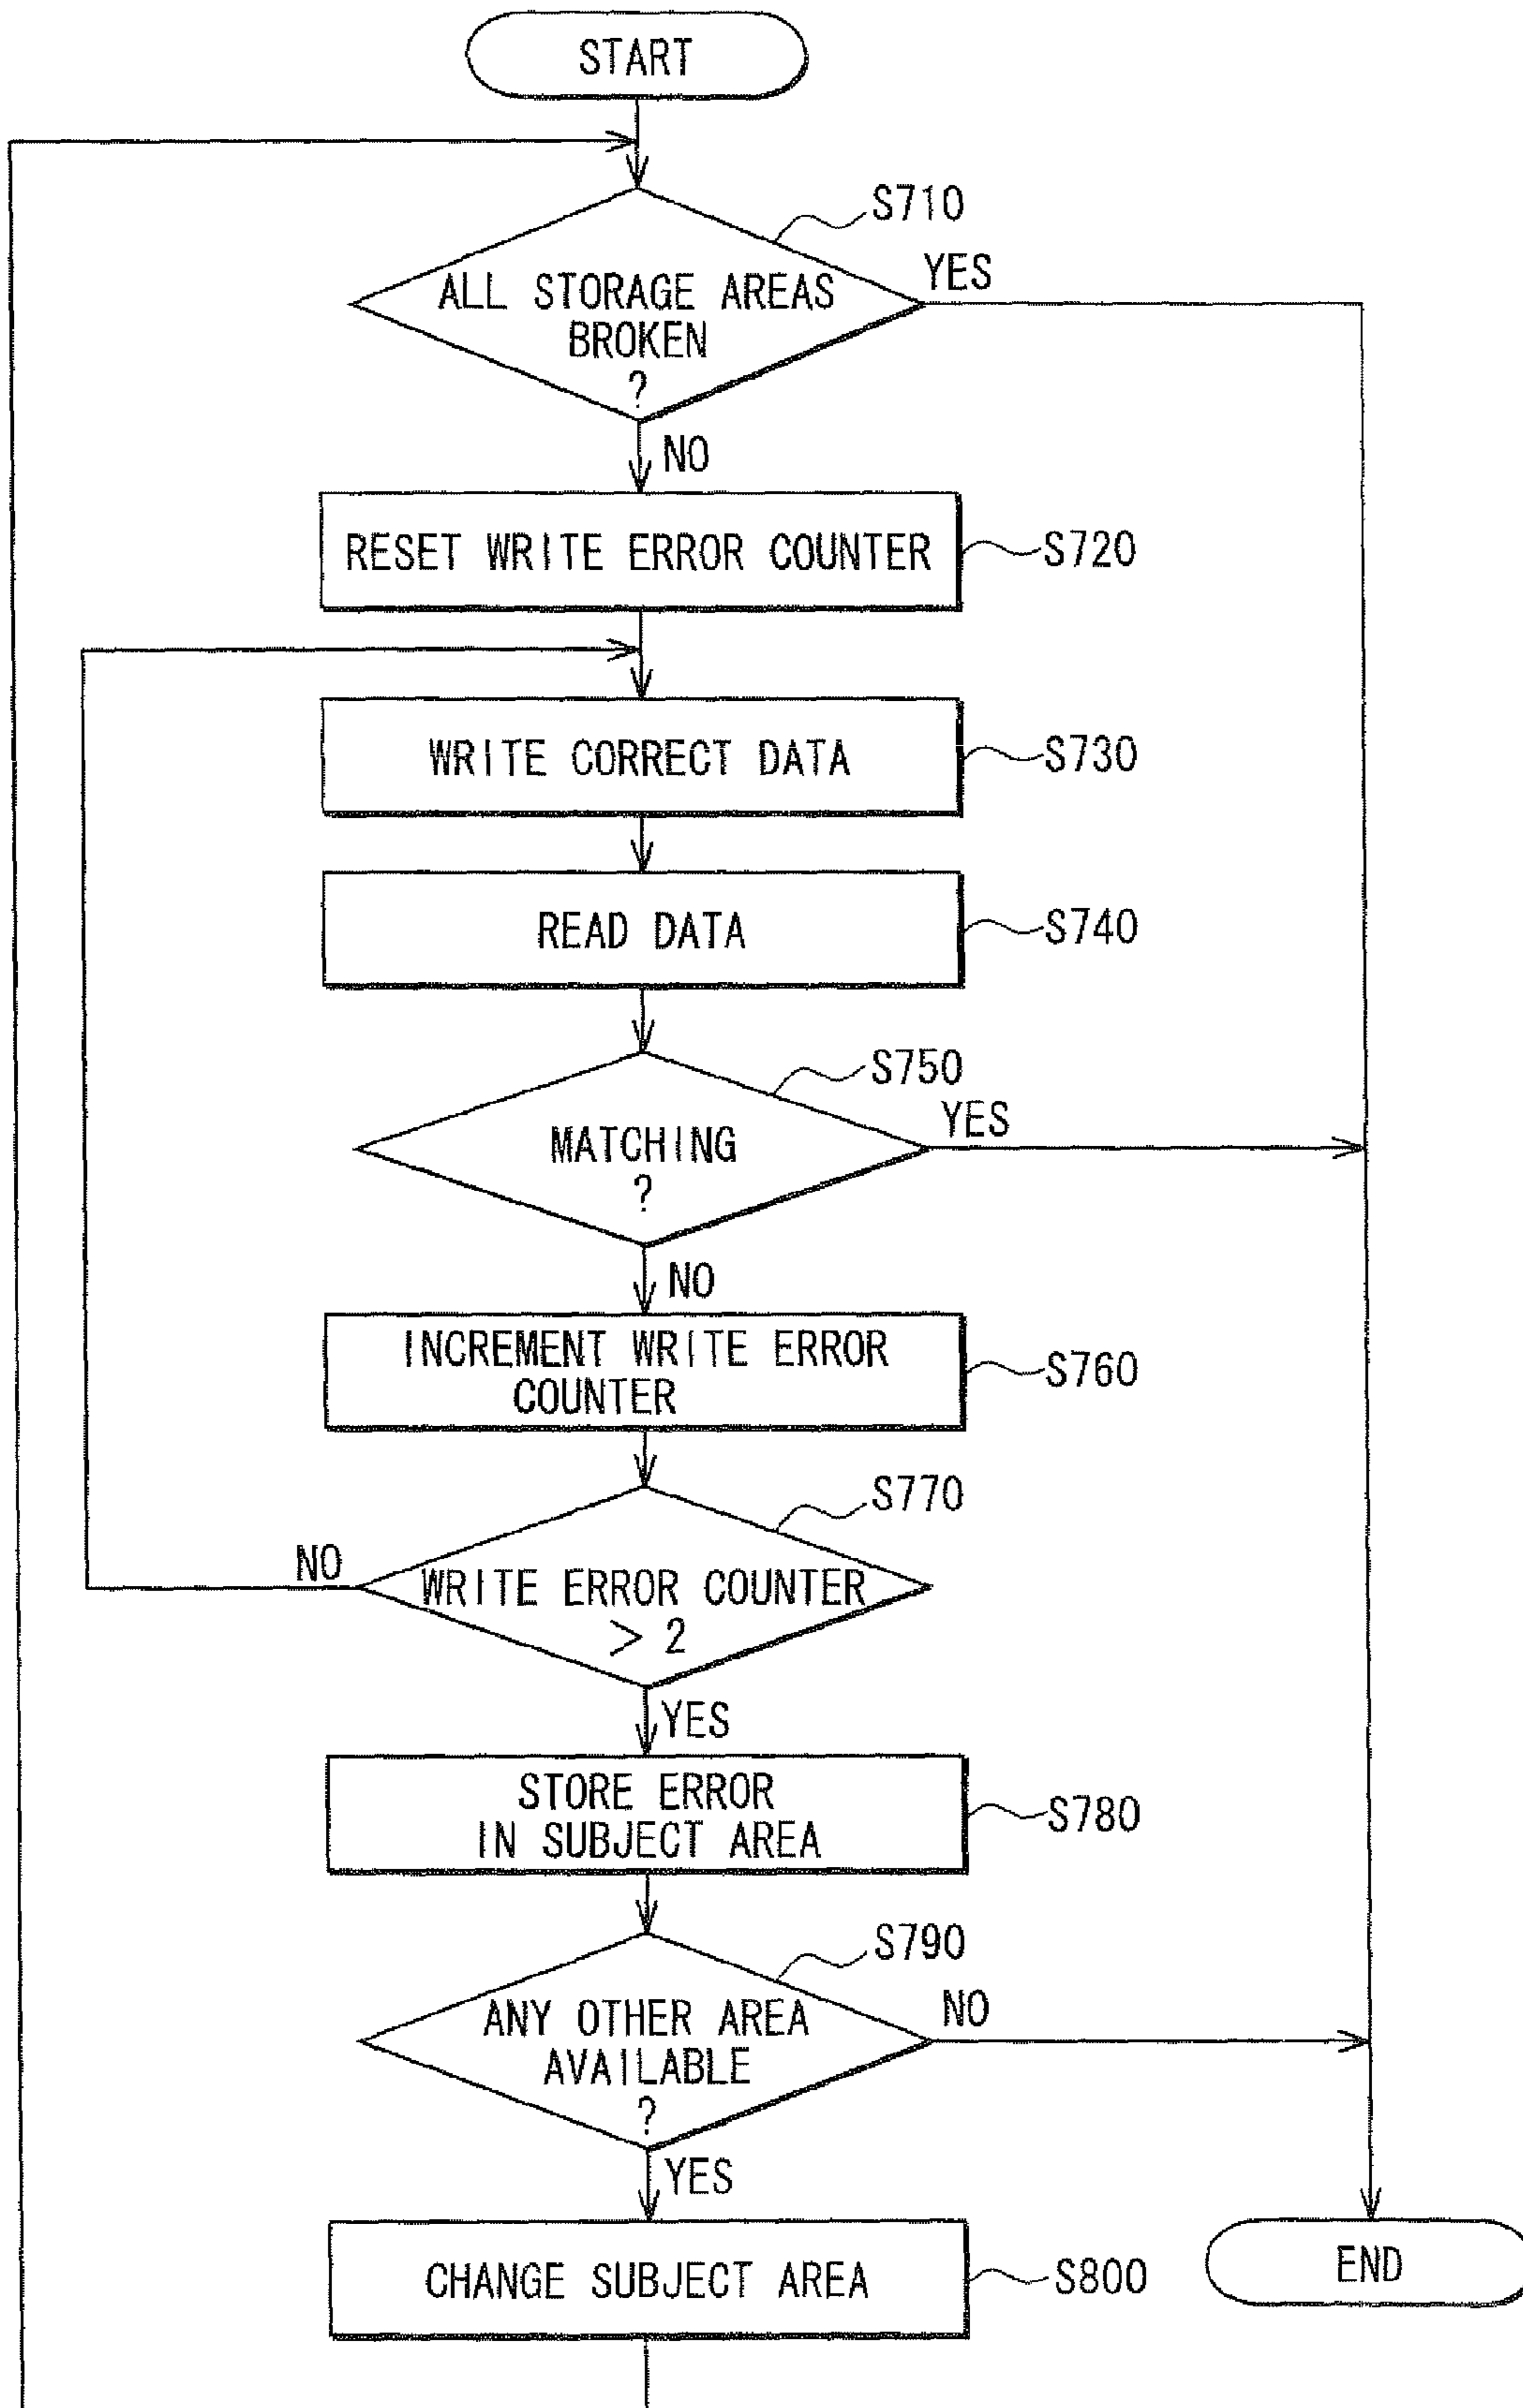 START
S710
ALL STORAGE AREAS
BROKEN
?
YES
NO
RESET WRITE ERROR COUNTER
S720
WRITE CORRECT DATA
S730
READ DATA
S740
S750
MATCHING
?
YES
NO
INCREMENT WRITE ERROR
COUNTER
S760
S770
NO
WRITE ERROR COUNTER
> 2
YES
STORE ERROR
IN SUBJECT AREA
S780
S790
ANY OTHER AREA
AVAILABLE
?
NO
YES
CHANGE SUBJECT AREA
S800
END